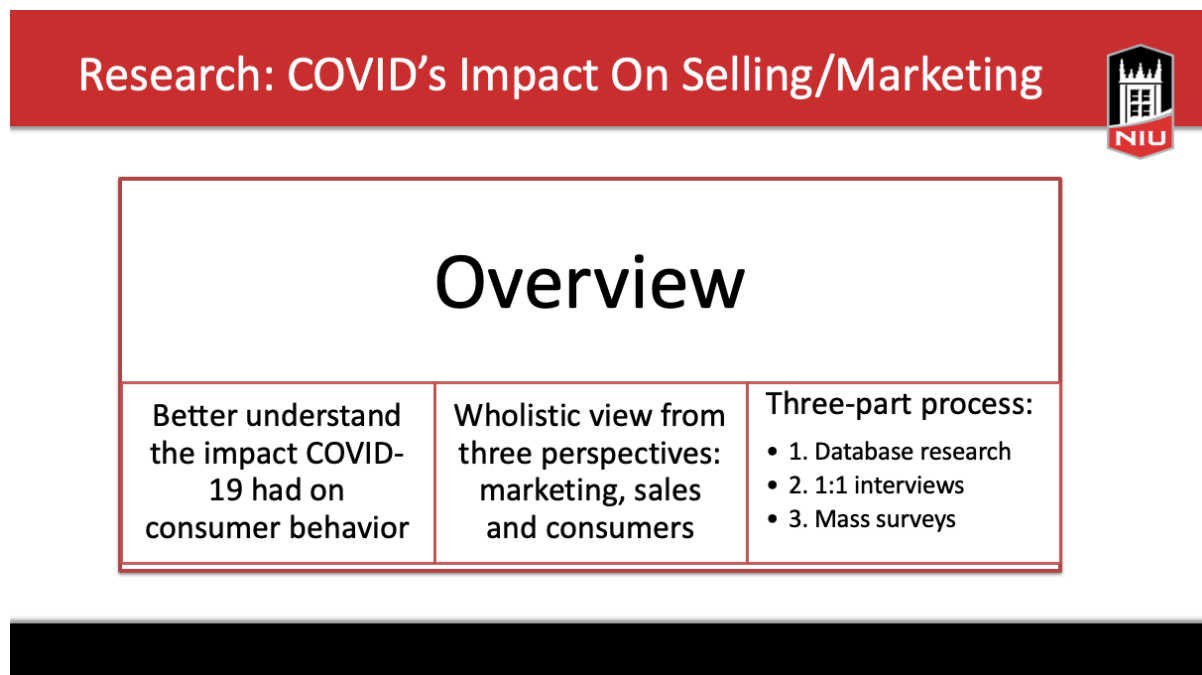 Research: COVID’s Impact On Selling/Marketing
NIU
Overview
Better understand
the impact COVID-
19 had on
consumer behavior
Wholistic view from
three perspectives:
marketing, sales
and consumers
Three-part process:
• 1. Database research
• 2. 1:1 interviews
• 3. Mass surveys